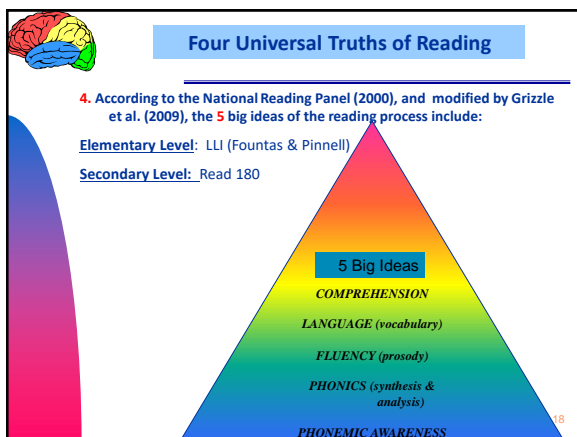 Four Universal Truths of Reading
4. According to the National Reading Panel (2000), and modified by Grizzle
et al. (2009), the 5 big ideas of the reading process include:
Elementary Level: LLI (Fountas & Pinnell)
Secondary Level: Read 180
5 Big Ideas
COMPREHENSION
LANGUAGE (vocabulary)
FLUENCY (prosody)
PHONICS (synthesis &
analysis)
PHONEMIC AWARENESS
18